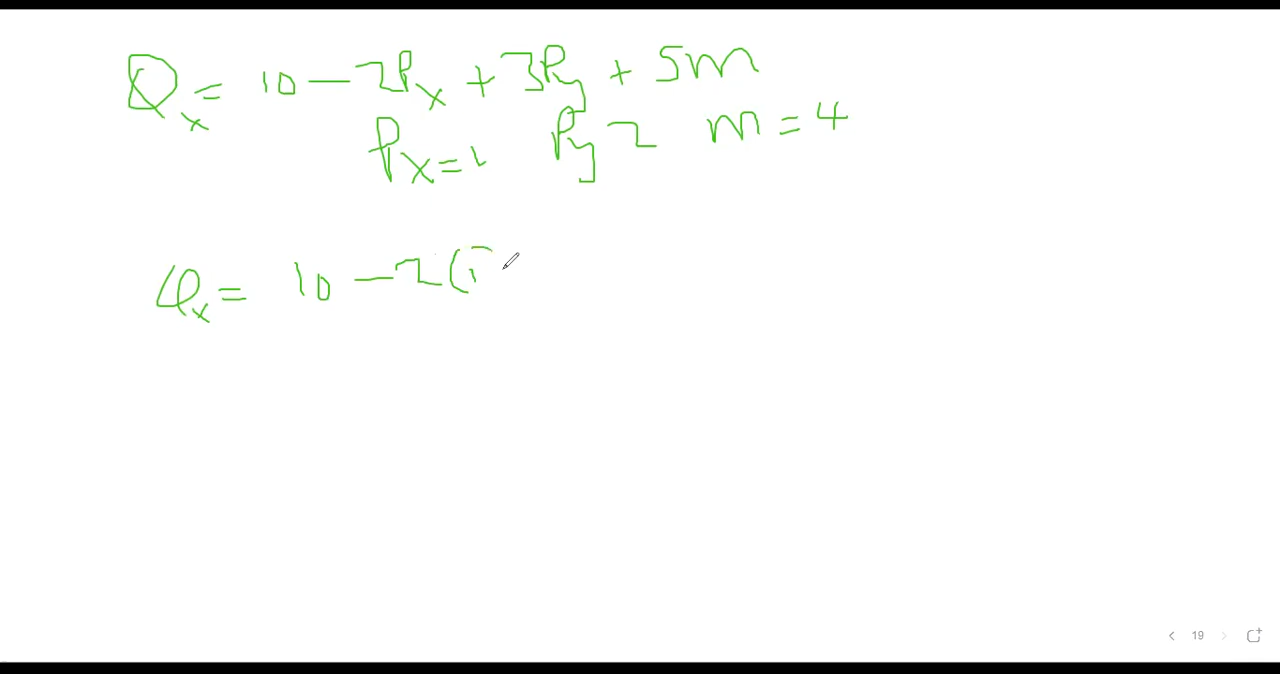 Qx = 10 - 2Px + 3Py + 5m
Px = 1 Py 2 m = 4
Qx = 10 - 2(1
19